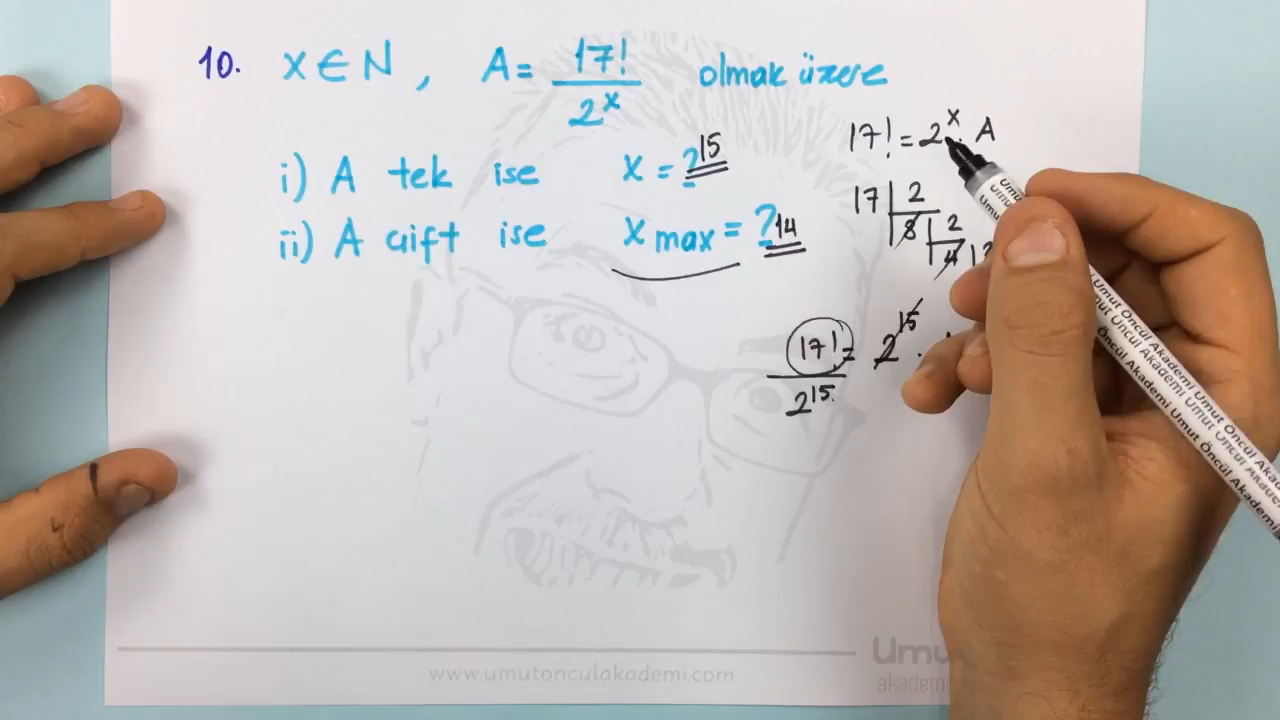 10. x ∈ N , A = 17! / 2^x olmak üzere
i) A tek ise x = ? 15
ii) A çift ise x max = ? 14
17! = 2^x . A
17 | 2
8 | 2
4 | 2
17! = 2^15 .
2^15
Umut Öncül Akademi Umut Öncül Akademi Umut Öncül Akademi
www.umutonculakademi.com